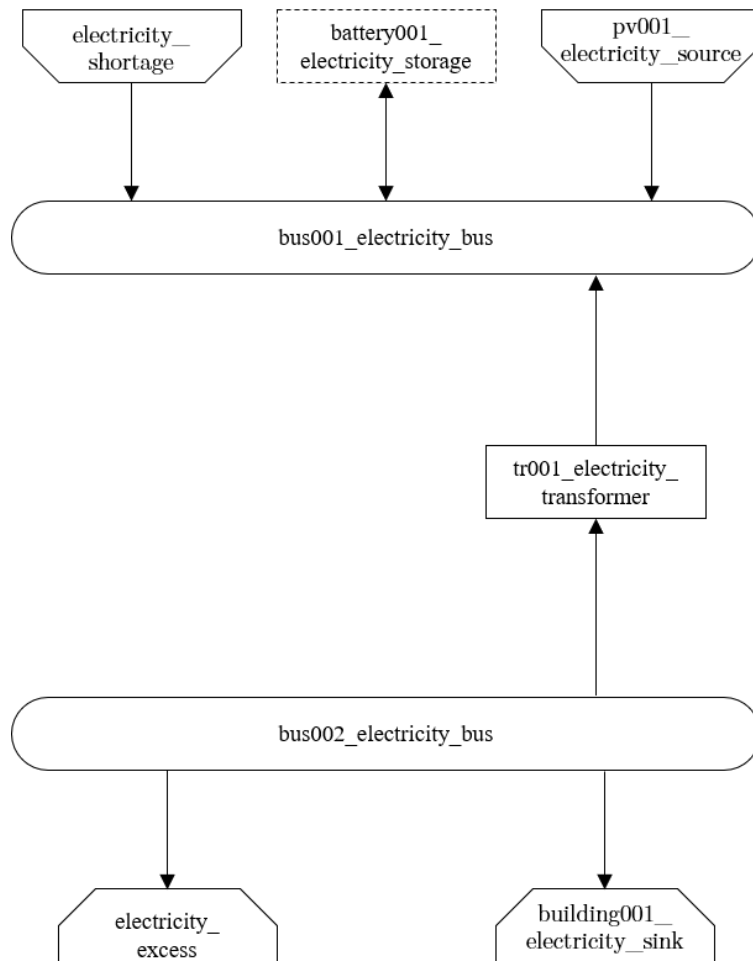 electricity_
shortage
battery001_
electricity_storage
pv001_
electricity_source
bus001_electricity_bus
tr001_electricity_
transformer
bus002_electricity_bus
electricity_
excess
building001_
electricity_sink